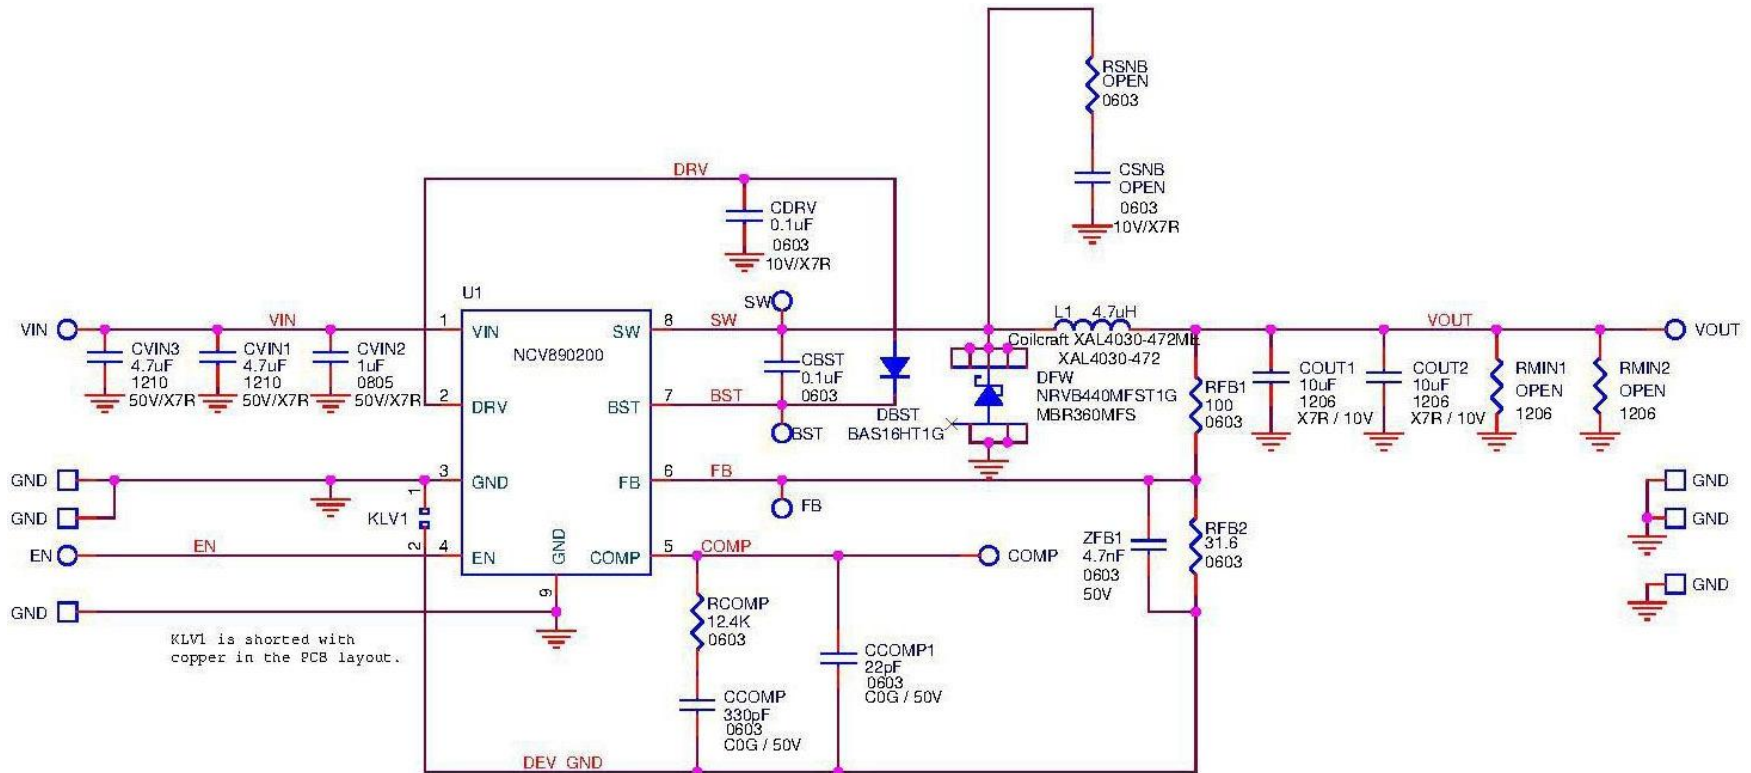 RSNB
OPEN
0603
CSNB
OPEN
0603
10V/X7R
DRV
CDRV
0.1uF
0603
10V/X7R
U1
VIN
VIN
CVIN3
4.7uF
1210
50V/X7R
CVIN1
4.7uF
1210
50V/X7R
CVIN2
1uF
0805
50V/X7R
1
VIN
2
DRV
3
GND
4
EN
NCV890200
SW
8
BST
7
FB
6
COMP
5
GND
9
SW
SW
CBST
0.1uF
0603
BST
BST
DBST
BAS16HT1G
L1 4.7uH
Coilcraft XAL4030-472ME
XAL4030-472
DFW
NRVB440MFST1G
MBR360MFS
RFB1
100
0603
VOUT
VOUT
COUT1
10uF
1206
X7R / 10V
COUT2
10uF
1206
X7R / 10V
RMIN1
OPEN
1206
RMIN2
OPEN
1206
GND
GND
KLV1
1
2
EN
EN
GND
KLV1 is shorted with
copper in the PCB layout.
FB
FB
COMP
COMP
RCOMP
12.4K
0603
CCOMP
330pF
0603
C0G / 50V
CCOMP1
22pF
0603
C0G / 50V
ZFB1
4.7nF
0603
50V
RFB2
31.6
0603
GND
GND
GND
DEV_GND